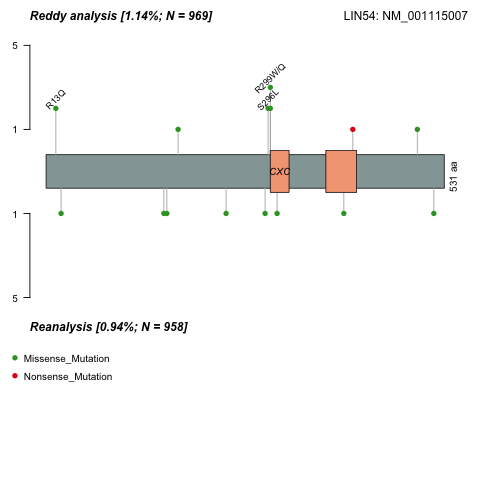 Reddy analysis [1.14%; N = 969]
LIN54: NM_001115007
5
R299W/Q
R13Q
S296L
1
CXC
531 aa
1
5
Reanalysis [0.94%; N = 958]
Missense_Mutation
Nonsense_Mutation